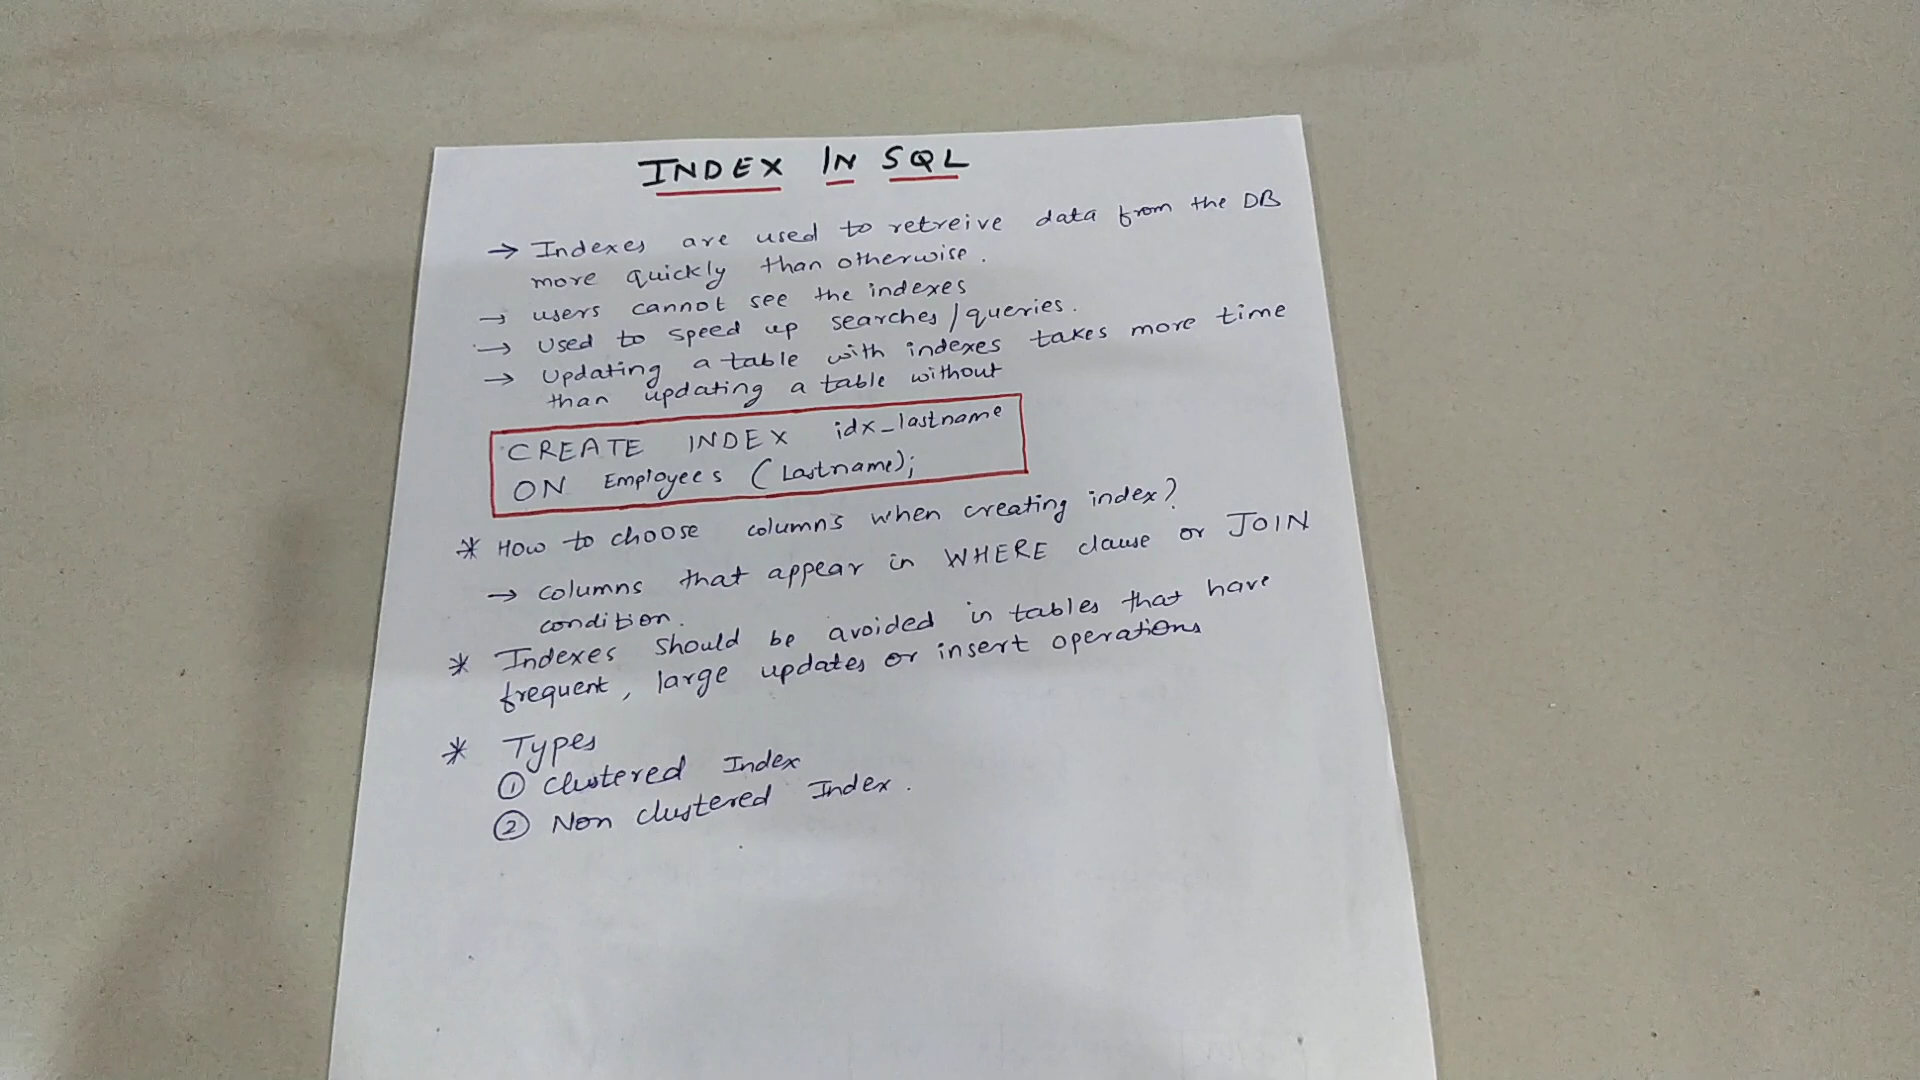 INDEX IN SQL
→ Indexes are used to retreive data from the DB
more quickly than otherwise.
→ users cannot see the indexes
→ Used to speed up searches/queries.
→ Updating a table with indexes takes more time
than updating a table without
CREATE INDEX idx_lastname
ON Employees (Lastname);
* How to choose columns when creating index?
→ columns that appear in WHERE clause or JOIN
condition.
* Indexes should be avoided in tables that have
frequent, large updates or insert operations
* Types
① Clustered Index
② Non clustered Index.